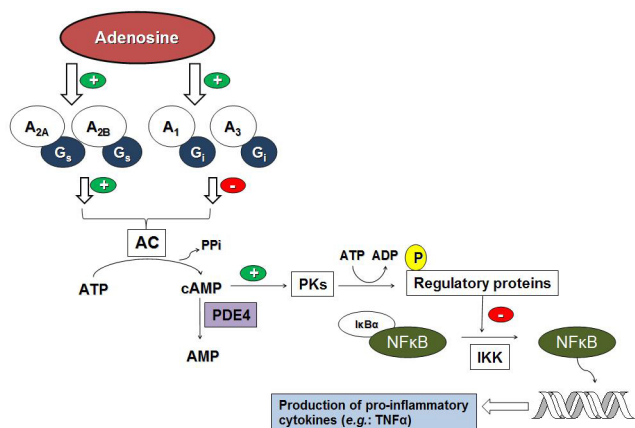 Adenosine
+
+
A2A
A2B
A1
A3
Gs
Gs
Gi
Gi
+
-
AC
PPi
ATP
cAMP
+
PKs
ATP
ADP
P
Regulatory proteins
PDE4
AMP
IκBα
NFκB
-
IKK
NFκB
Production of pro-inflammatory
cytokines (e.g.: TNFα)